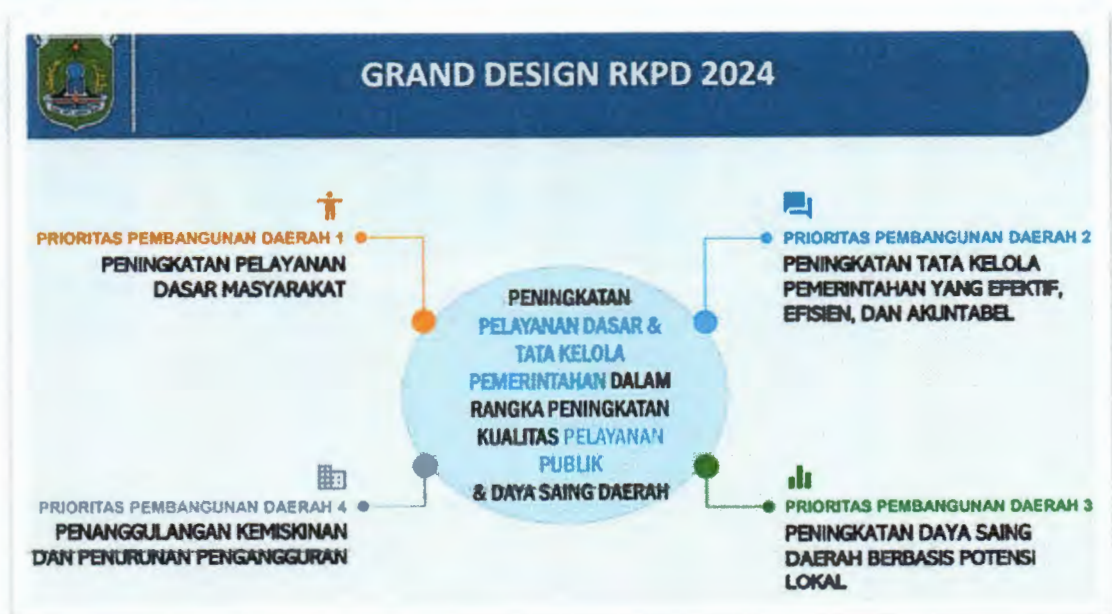 GRAND DESIGN RKPD 2024
PRIORITAS PEMBANGUNAN DAERAH 1
PENINGKATAN PELAYANAN
DASAR MASYARAKAT
PRIORITAS PEMBANGUNAN DAERAH 2
PENINGKATAN TATA KELOLA
PEMERINTAHAN YANG EFEKTIF,
EFISIEN, DAN AKUNTABEL
PENINGKATAN
PELAYANAN DASAR &
TATA KELOLA
PEMERINTAHAN DALAM
RANGKA PENINGKATAN
KUALITAS PELAYANAN
PUBLIK
& DAYA SAING DAERAH
PRIORITAS PEMBANGUNAN DAERAH 4
PENANGGULANGAN KEMISKINAN
DAN PENURUNAN PENGANGGURAN
PRIORITAS PEMBANGUNAN DAERAH 3
PENINGKATAN DAYA SAING
DAERAH BERBASIS POTENSI
LOKAL